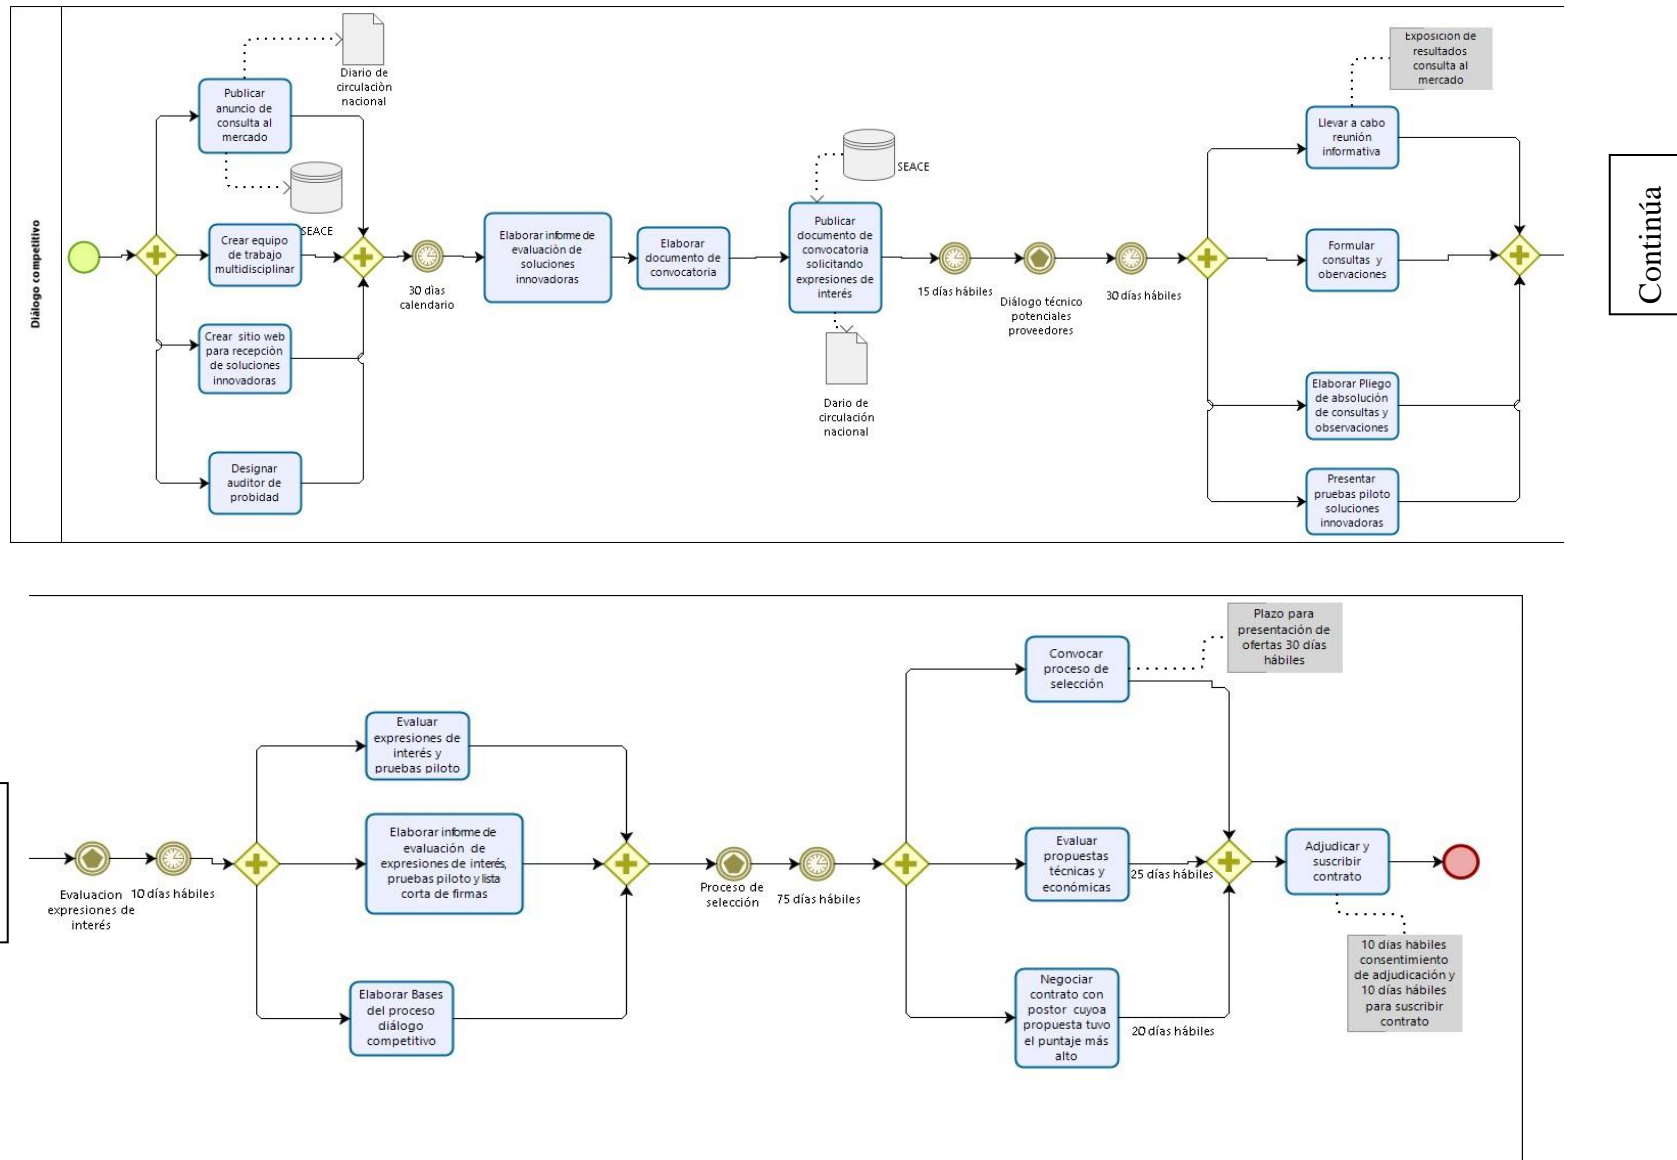 Diálogo competitivo
Publicar
anuncio de
consulta al
mercado
Diario de
circulaciòn
nacional
SEACE
Crear equipo
de trabajo
multidisciplinar
Crear sitio web
para recepciòn
de soluciones
innovadoras
Designar
auditor de
probidad
30 dìas
calendario
Elaborar informe de
evaluaciòn de
soluciones
innovadoras
Elaborar
documento de
convocatoria
SEACE
Publicar
documento de
convocatoria
solicitando
expresiones de
interés
Dario de
circulación
nacional
15 días hábiles
Diálogo técnico
potenciales
proveedores
30 días hábiles
Exposicion de
resultados
consulta al
mercado
Llevar a cabo
reunión
informativa
Formular
consultas y
obervaciones
Elaborar Pliego
de absolución
de consultas y
observaciones
Presentar
pruebas piloto
soluciones
innovadoras
Continúa
Evaluacion
expresiones de
interés
10 días hábiles
Evaluar
expresiones de
interés y
pruebas piloto
Elaborar informe de
evaluación de
expresiones de interés,
pruebas piloto y lista
corta de firmas
Elaborar Bases
del proceso
diálogo
competitivo
Proceso de
selección
75 días hábiles
Convocar
proceso de
selección
Plazo para
presentación de
ofertas 30 días
hábiles
Evaluar
propuestas
técnicas y
económicas
25 días hábiles
Negociar
contrato con
postor cuyoa
propuesta tuvo
el puntaje más
alto
20 días hábiles
Adjudicar y
suscribir
contrato
10 días hábiles
consentimiento
de adjudicación y
10 días hábiles
para suscribir
contrato